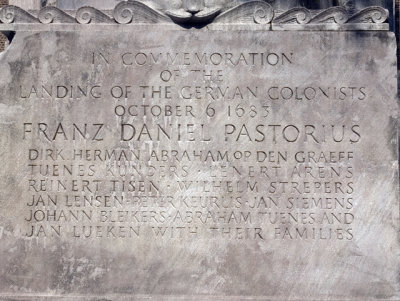 IN COMMEMORATION
OF THE
LANDING OF THE GERMAN COLONISTS
OCTOBER 6 1683
FRANZ DANIEL PASTORIUS
DIRK·HERMAN·ABRAHAM OP DEN GRAEFF
TUENES KUNDERS · LENERT ARENS
REINERT TISEN · WILHELM STREPERS
JAN LENSEN·PETER KEURLIS·JAN SIEMENS
JOHANN BLEIKERS·ABRAHAM TUENES AND
JAN LUEKEN WITH THEIR FAMILIES